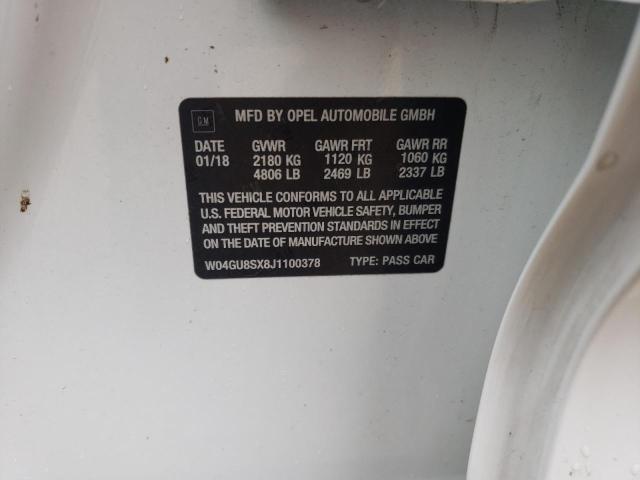 GM
MFD BY OPEL AUTOMOBILE GMBH
DATE GVWR GAWR FRT GAWR RR
01/18 2180 KG 1120 KG 1060 KG
4806 LB 2469 LB 2337 LB
THIS VEHICLE CONFORMS TO ALL APPLICABLE
U.S. FEDERAL MOTOR VEHICLE SAFETY, BUMPER
AND THEFT PREVENTION STANDARDS IN EFFECT
ON THE DATE OF MANUFACTURE SHOWN ABOVE
W04GU8SX8J1100378 TYPE: PASS CAR